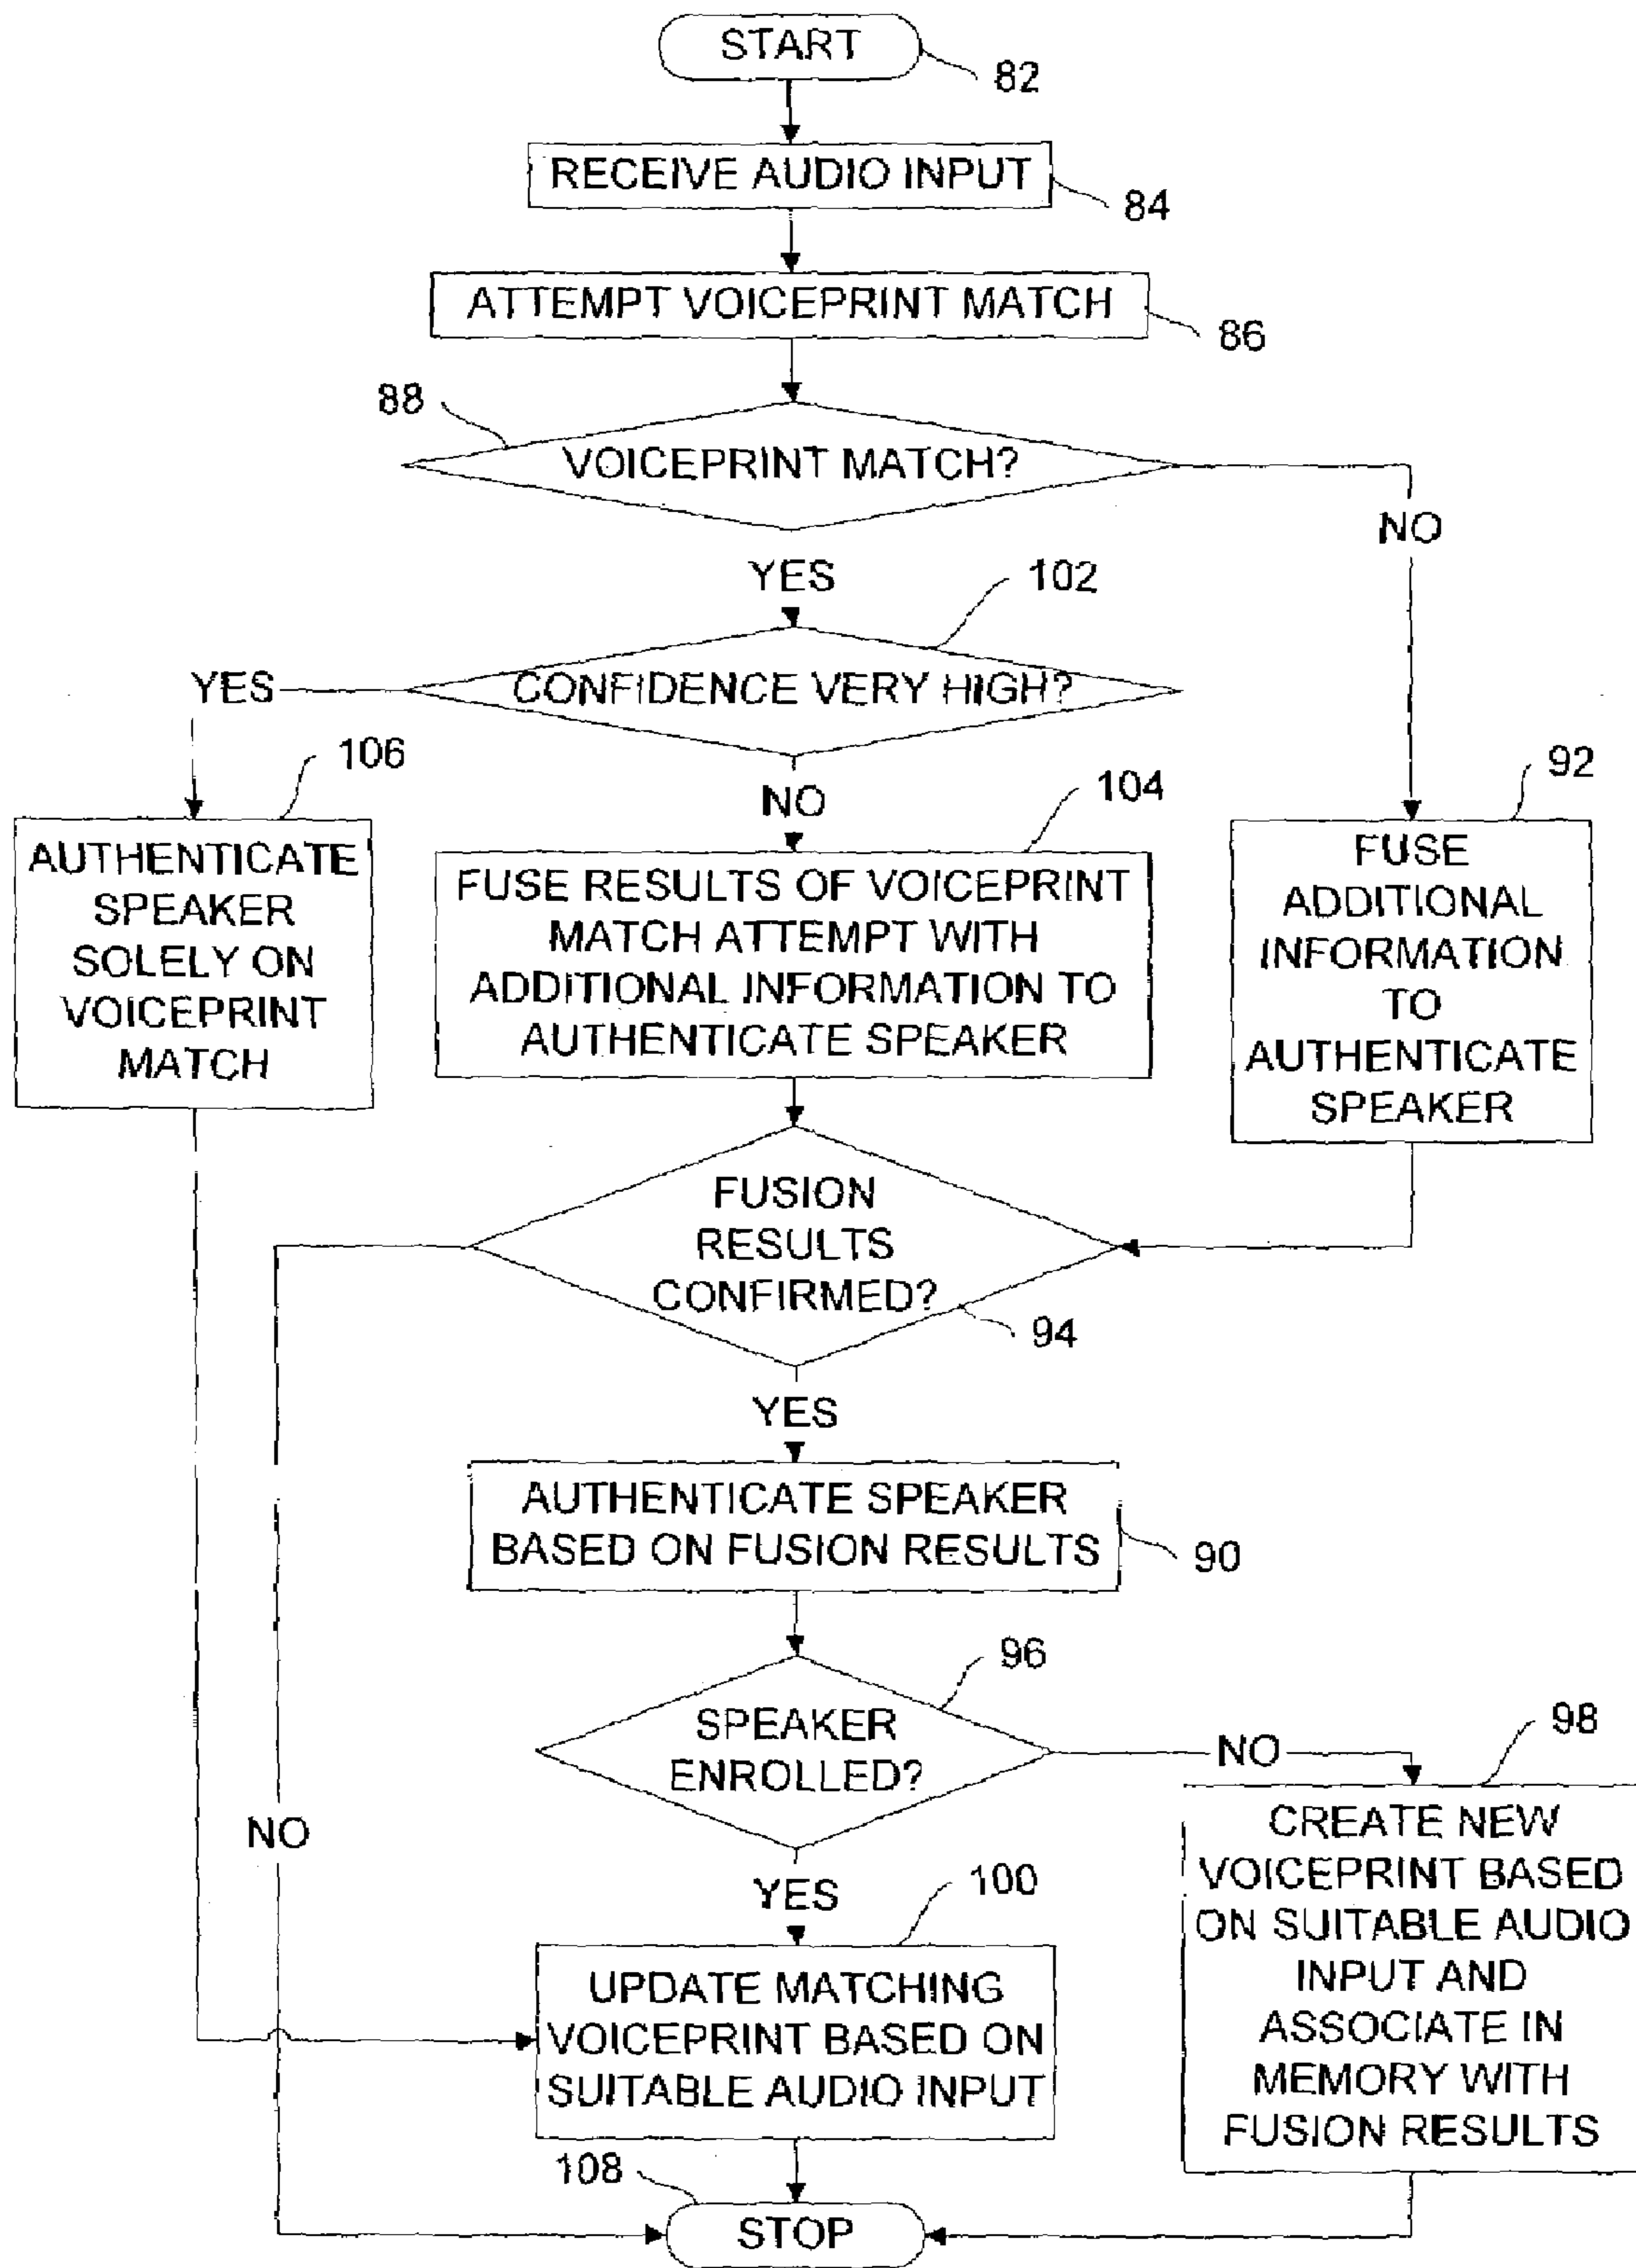 START
82
RECEIVE AUDIO INPUT
84
ATTEMPT VOICEPRINT MATCH
86
88
VOICEPRINT MATCH?
NO
YES
102
YES
CONFIDENCE VERY HIGH?
106
NO
104
92
AUTHENTICATE
SPEAKER
SOLELY ON
VOICEPRINT
MATCH
FUSE RESULTS OF VOICEPRINT
MATCH ATTEMPT WITH
ADDITIONAL INFORMATION TO
AUTHENTICATE SPEAKER
FUSE
ADDITIONAL
INFORMATION
TO
AUTHENTICATE
SPEAKER
FUSION
RESULTS
CONFIRMED?
94
YES
AUTHENTICATE SPEAKER
BASED ON FUSION RESULTS
90
96
SPEAKER
ENROLLED?
NO
98
NO
YES
100
CREATE NEW
VOICEPRINT BASED
ON SUITABLE AUDIO
INPUT AND
ASSOCIATE IN
MEMORY WITH
FUSION RESULTS
UPDATE MATCHING
VOICEPRINT BASED ON
SUITABLE AUDIO INPUT
108
STOP